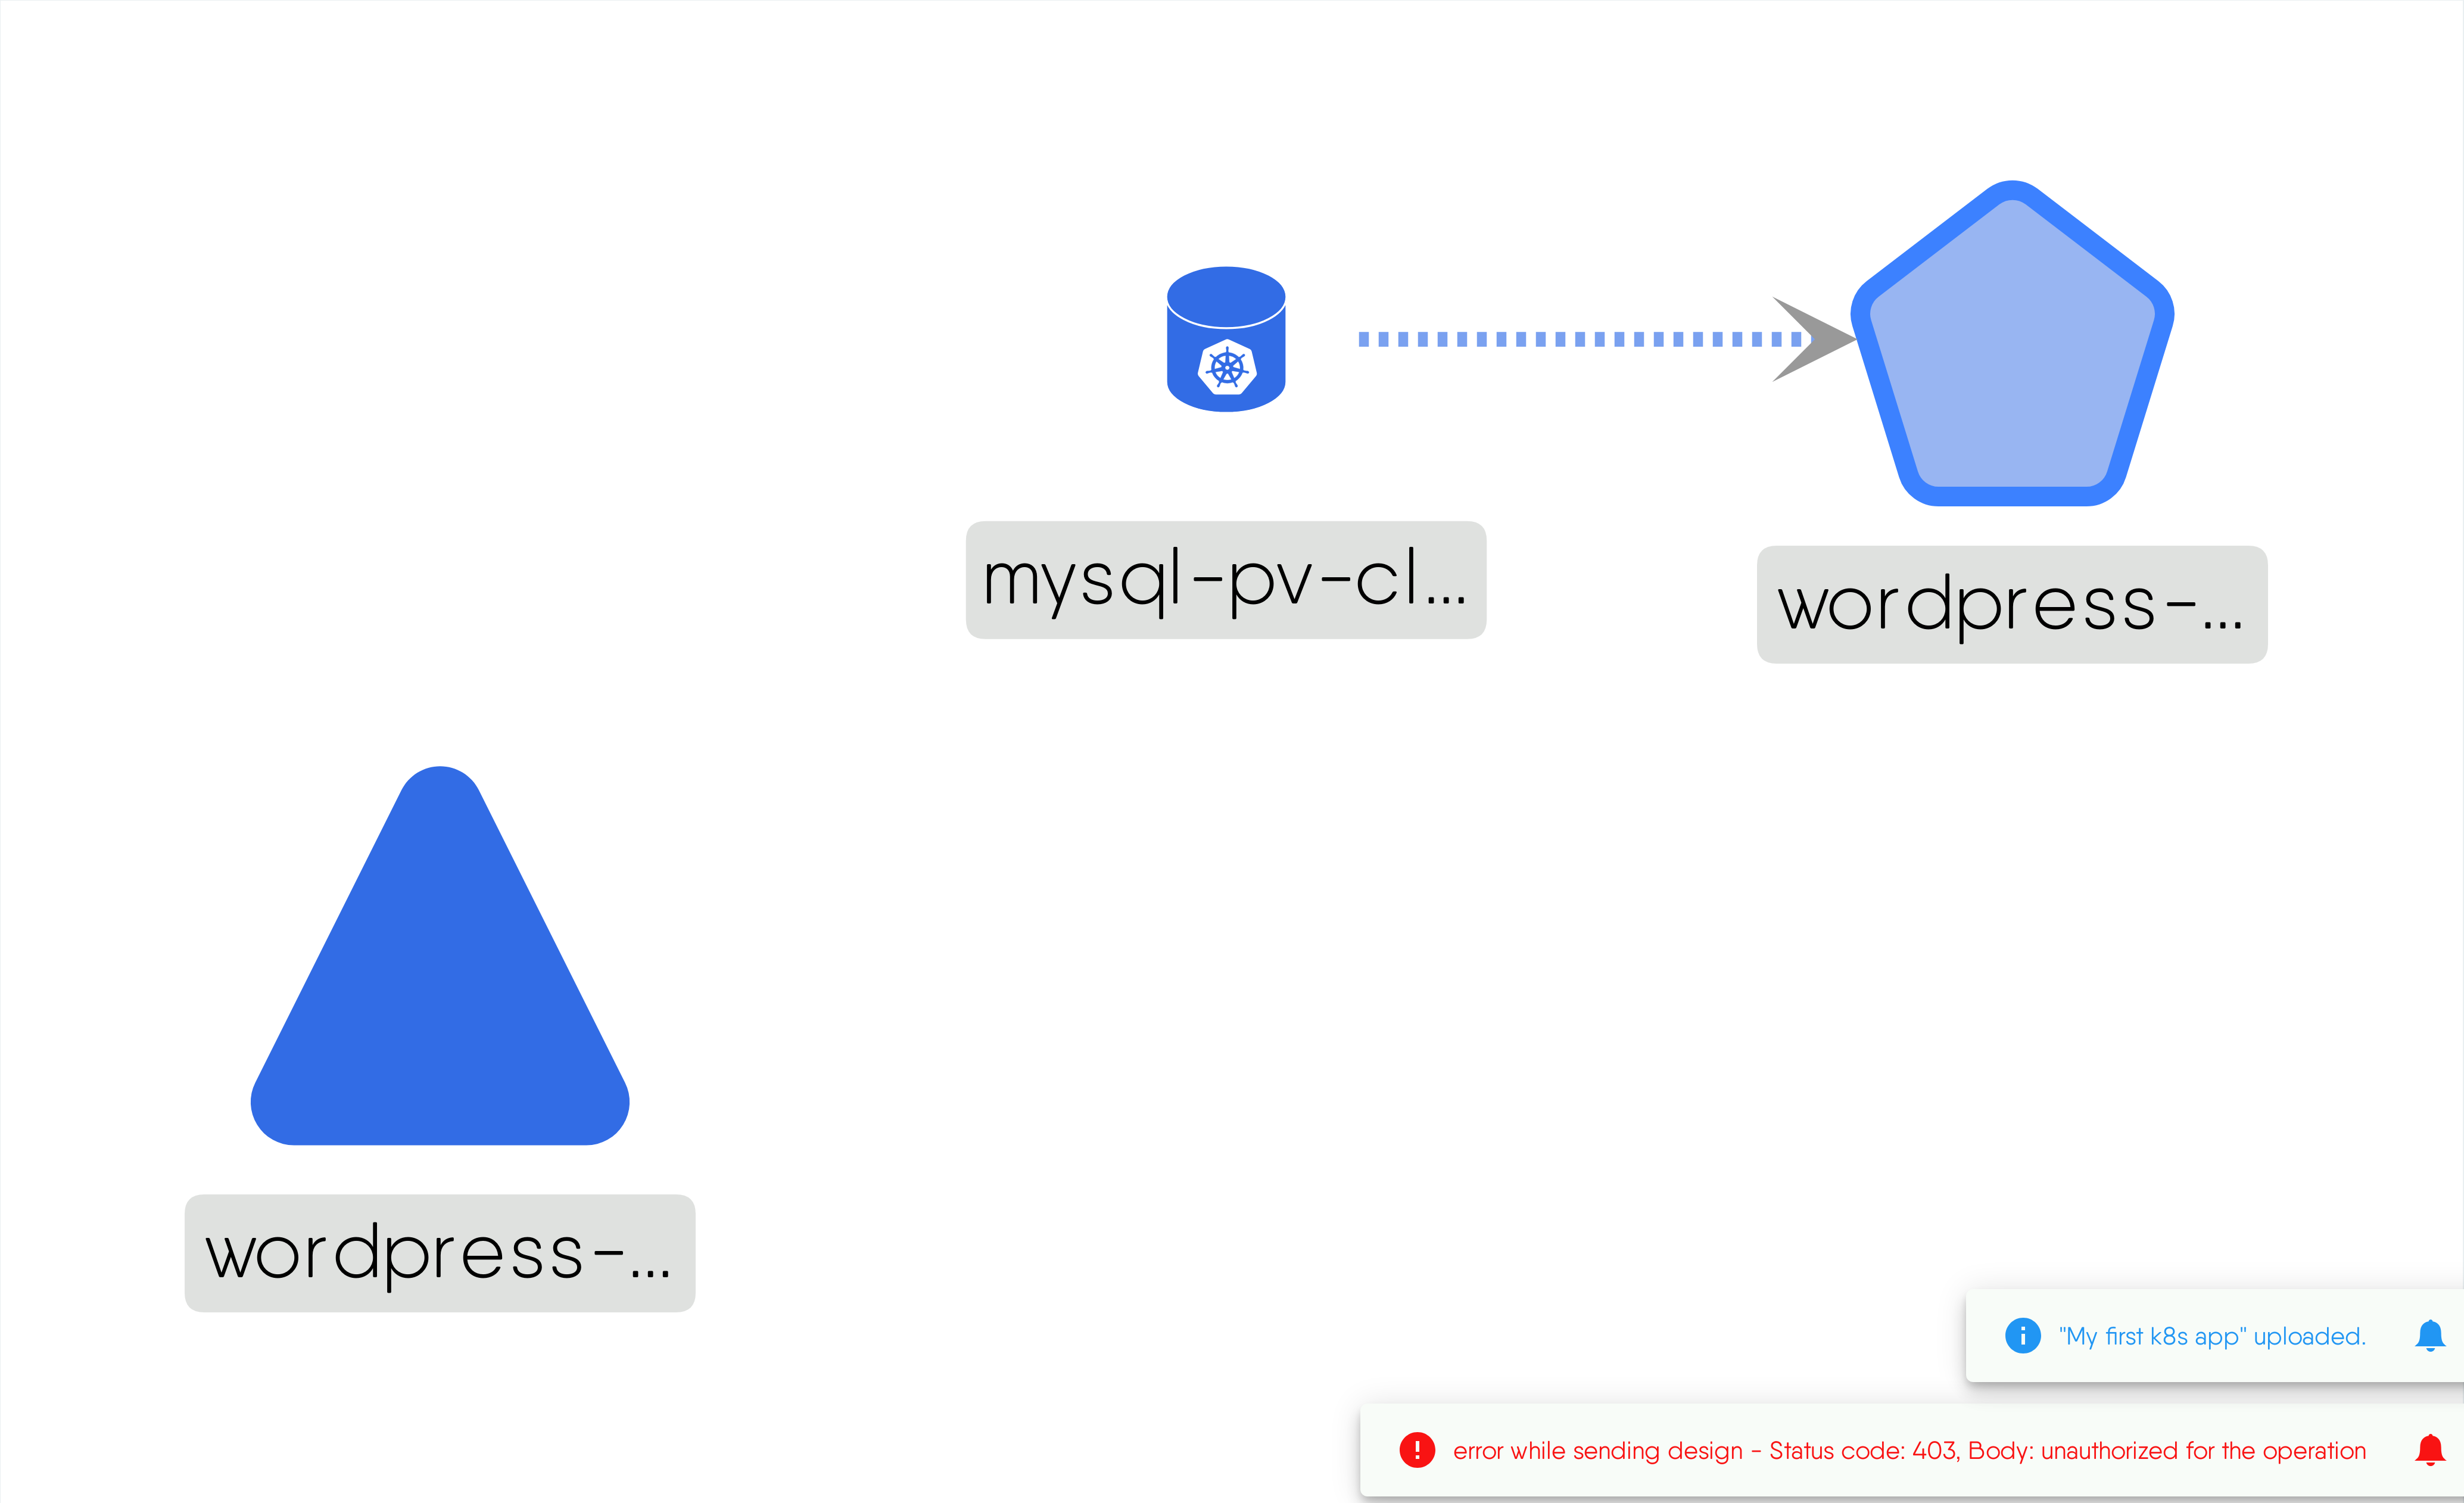 mysql-pv-cl...
wordpress-...
wordpress-...
"My first k8s app" uploaded.
error while sending design - Status code: 403, Body: unauthorized for the operation